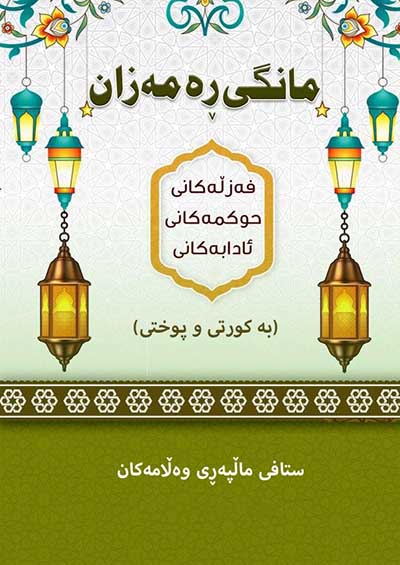 مانگی ڕەمەزان
فەزڵەکانی
حوکمەکانی
ئادابەکانی
(بە کورتی و پوختی)
ستافی ماڵپەڕی وەڵامەکان